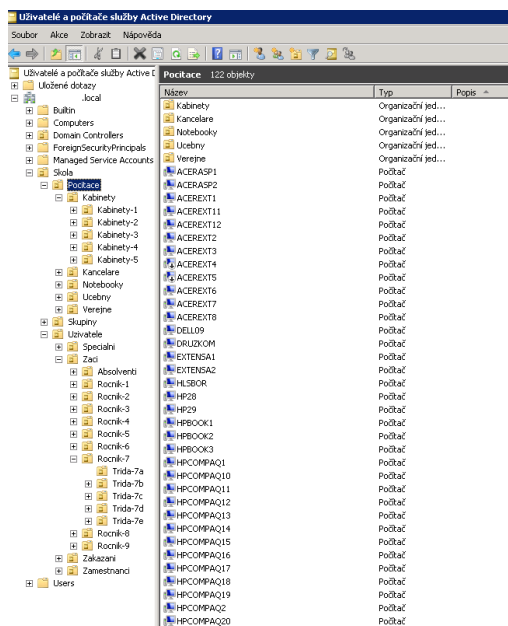 Uživatelé a počítače služby Active Directory
Soubor Akce Zobrazit Nápověda
Uživatelé a počítače služby Active D
Uložené dotazy
.local
Builtin
Computers
Domain Controllers
ForeignSecurityPrincipals
Managed Service Accounts
Skola
Pocitace
Kabinety
Kabinety-1
Kabinety-2
Kabinety-3
Kabinety-4
Kabinety-5
Kancelare
Notebooky
Ucebny
Verejne
Skupiny
Uzivatele
Specialni
Zaci
Absolventi
Rocnik-1
Rocnik-2
Rocnik-3
Rocnik-4
Rocnik-5
Rocnik-6
Rocnik-7
Trida-7a
Trida-7b
Trida-7c
Trida-7d
Trida-7e
Rocnik-8
Rocnik-9
Zakazani
Zamestnanci
Users
Pocitace 122 objekty
Název Typ Popis
Kabinety Organizační jed...
Kancelare Organizační jed...
Notebooky Organizační jed...
Ucebny Organizační jed...
Verejne Organizační jed...
ACERASP1 Počítač
ACERASP2 Počítač
ACEREXT1 Počítač
ACEREXT11 Počítač
ACEREXT12 Počítač
ACEREXT2 Počítač
ACEREXT3 Počítač
ACEREXT4 Počítač
ACEREXT5 Počítač
ACEREXT6 Počítač
ACEREXT7 Počítač
ACEREXT8 Počítač
DELL09 Počítač
DRUZKOM Počítač
EXTENSA1 Počítač
EXTENSA2 Počítač
HLSBOR Počítač
HP28 Počítač
HP29 Počítač
HPBOOK1 Počítač
HPBOOK2 Počítač
HPBOOK3 Počítač
HPCOMPAQ1 Počítač
HPCOMPAQ10 Počítač
HPCOMPAQ11 Počítač
HPCOMPAQ12 Počítač
HPCOMPAQ13 Počítač
HPCOMPAQ14 Počítač
HPCOMPAQ15 Počítač
HPCOMPAQ16 Počítač
HPCOMPAQ17 Počítač
HPCOMPAQ18 Počítač
HPCOMPAQ19 Počítač
HPCOMPAQ2 Počítač
HPCOMPAQ20 Počítač